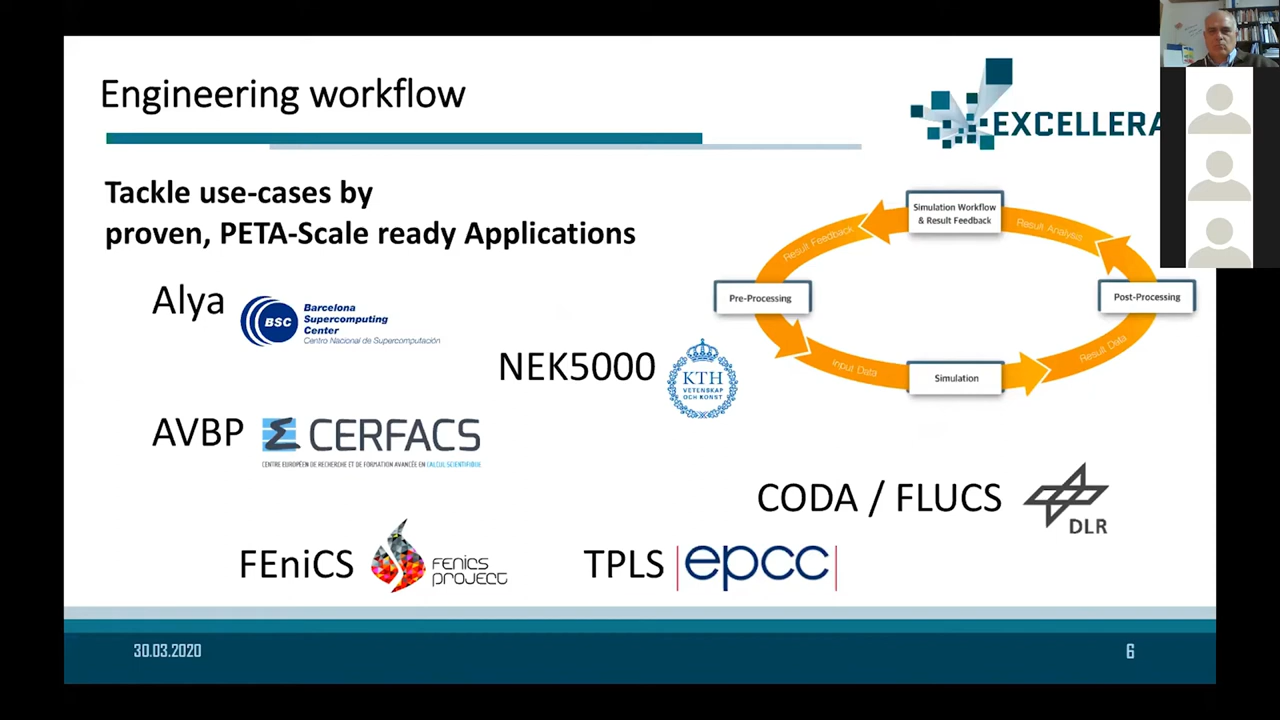 Engineering workflow
EXCELLERA
Tackle use-cases by
proven, PETA-Scale ready Applications
Simulation Workflow
& Result Feedback
Result Feedback
Result Analysis
Pre-Processing
Post-Processing
Input Data
Simulation
Result Data
Alya
BSC
Barcelona
Supercomputing
Center
Centro Nacional de Supercomputación
NEK5000
KTH
VETENSKAP
OCH KONST
AVBP
CERFACS
CENTRE EUROPÉEN DE RECHERCHE ET DE FORMATION AVANCÉE EN CALCUL SCIENTIFIQUE
CODA / FLUCS
DLR
FEniCS
FENICS
PROJECT
TPLS
epcc
30.03.2020
6